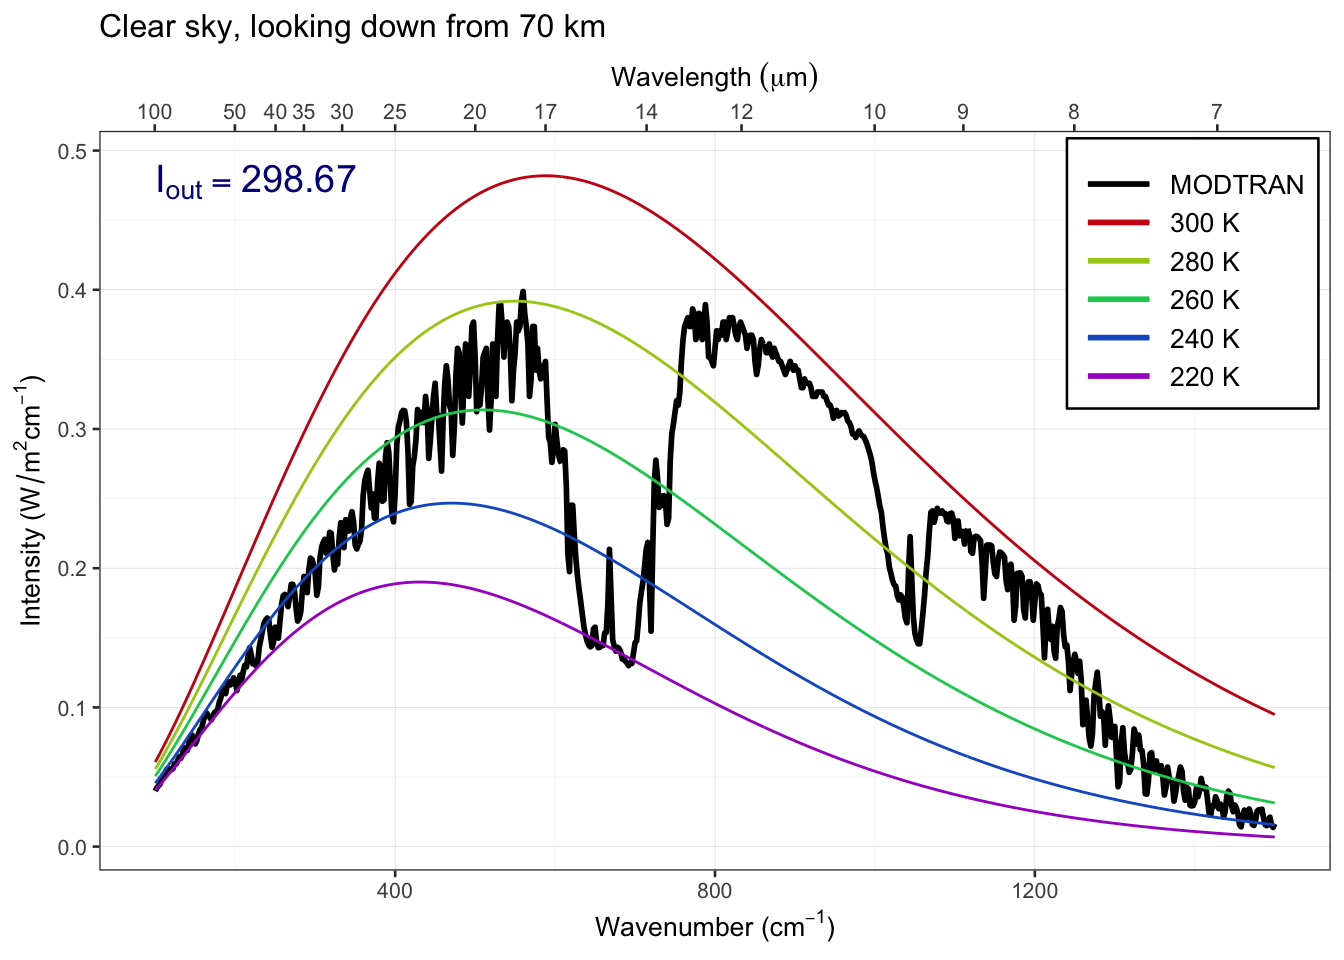 Clear sky, looking down from 70 km
Wavelength (μm)
100 50 40 35 30 25 20 17 14 12 10 9 8 7
I_out = 298.67
MODTRAN
300 K
280 K
260 K
240 K
220 K
0.5
0.4
0.3
0.2
0.1
0.0
Intensity (W/m²cm⁻¹)
400 800 1200
Wavenumber (cm⁻¹)